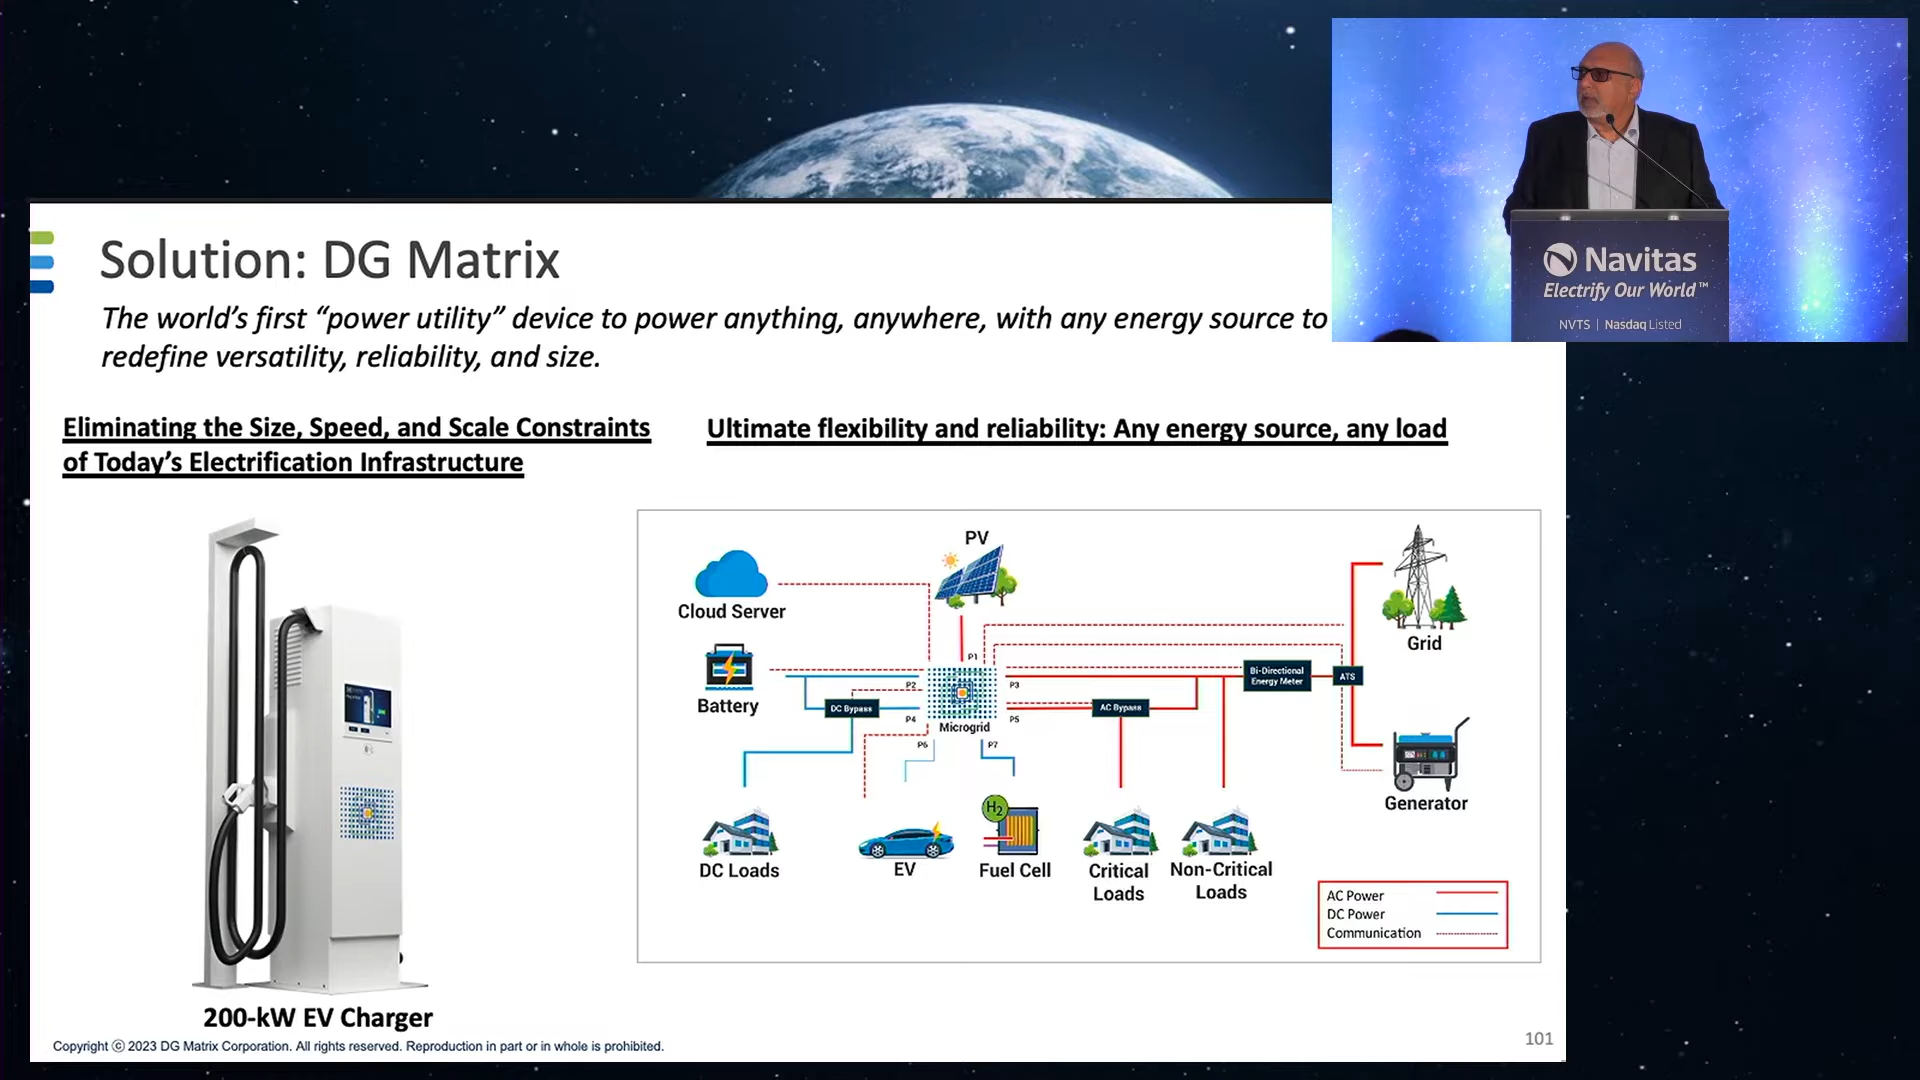 Navitas
Electrify Our World™
NVTS | Nasdaq Listed
Solution: DG Matrix
The world's first “power utility” device to power anything, anywhere, with any energy source to
redefine versatility, reliability, and size.
Eliminating the Size, Speed, and Scale Constraints
of Today's Electrification Infrastructure
200-kW EV Charger
Ultimate flexibility and reliability: Any energy source, any load
PV
Cloud Server
Grid
P1
Battery
P2
P3
Bi-Directional
Energy Meter
ATS
DC Bypass
P4
P5
AC Bypass
Microgrid
P6
P7
Generator
H2
DC Loads
EV
Fuel Cell
Critical
Loads
Non-Critical
Loads
AC Power
DC Power
Communication
Copyright ⓒ 2023 DG Matrix Corporation. All rights reserved. Reproduction in part or in whole is prohibited.
101